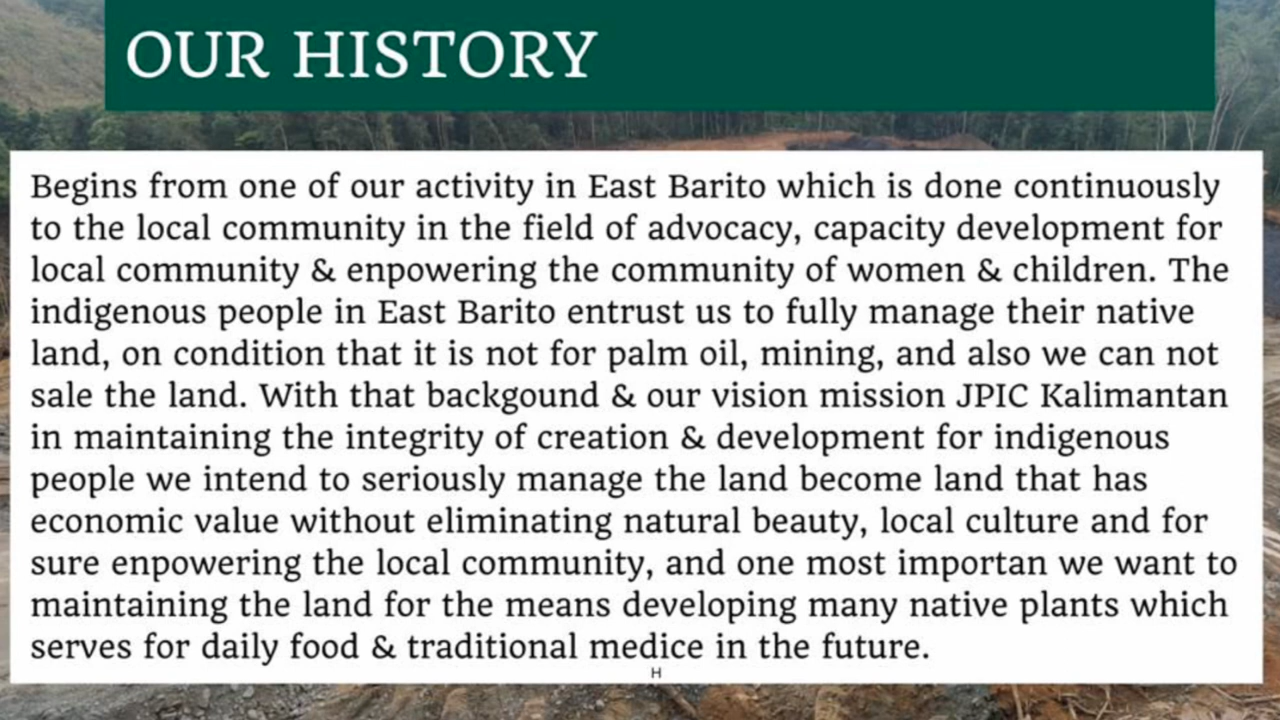 OUR HISTORY
Begins from one of our activity in East Barito which is done continuously
to the local community in the field of advocacy, capacity development for
local community & enpowering the community of women & children. The
indigenous people in East Barito entrust us to fully manage their native
land, on condition that it is not for palm oil, mining, and also we can not
sale the land. With that backgound & our vision mission JPIC Kalimantan
in maintaining the integrity of creation & development for indigenous
people we intend to seriously manage the land become land that has
economic value without eliminating natural beauty, local culture and for
sure enpowering the local community, and one most importan we want to
maintaining the land for the means developing many native plants which
serves for daily food & traditional medice in the future.
H